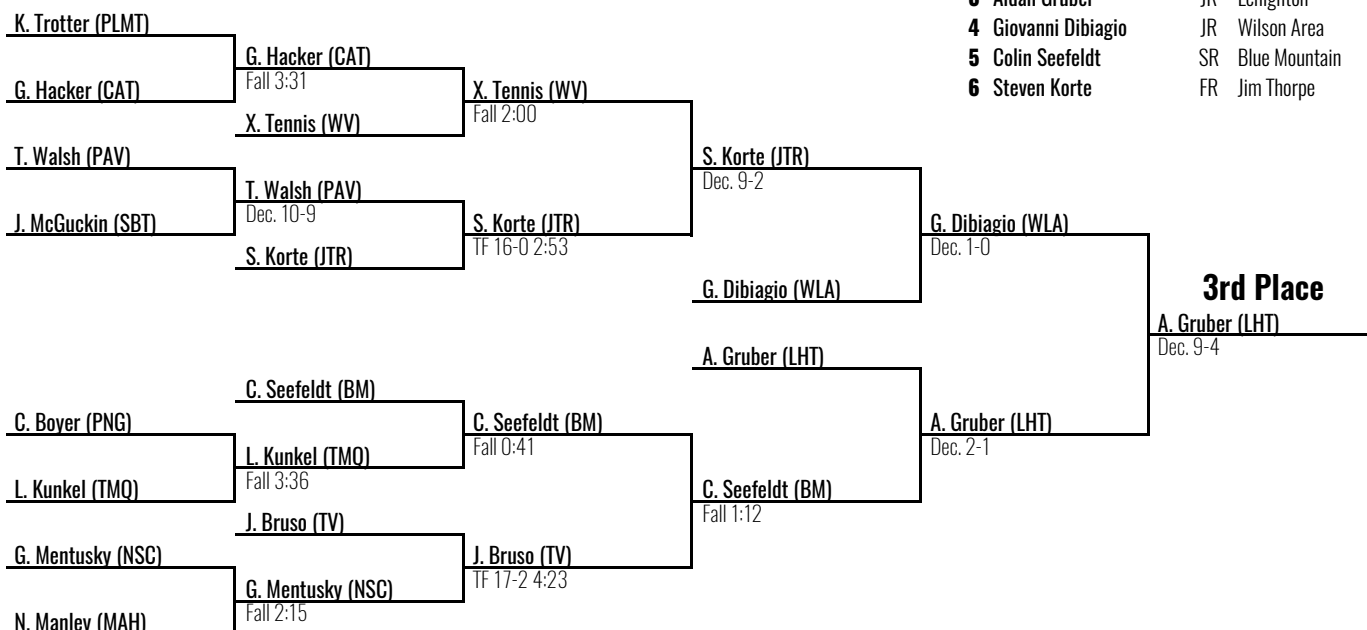 3 Aidan Gruber JR Lehighton
4 Giovanni Dibiagio JR Wilson Area
5 Colin Seefeldt SR Blue Mountain
6 Steven Korte FR Jim Thorpe
K. Trotter (PLMT)
G. Hacker (CAT)
Fall 3:31
G. Hacker (CAT)
X. Tennis (WV)
Fall 2:00
X. Tennis (WV)
T. Walsh (PAV)
S. Korte (JTR)
Dec. 9-2
T. Walsh (PAV)
Dec. 10-9
J. McGuckin (SBT)
S. Korte (JTR)
TF 16-0 2:53
G. Dibiagio (WLA)
Dec. 1-0
S. Korte (JTR)
G. Dibiagio (WLA)
3rd Place
A. Gruber (LHT)
Dec. 9-4
A. Gruber (LHT)
C. Seefeldt (BM)
C. Boyer (PNG)
C. Seefeldt (BM)
Fall 0:41
A. Gruber (LHT)
Dec. 2-1
L. Kunkel (TMQ)
Fall 3:36
L. Kunkel (TMQ)
C. Seefeldt (BM)
Fall 1:12
J. Bruso (TV)
G. Mentusky (NSC)
J. Bruso (TV)
TF 17-2 4:23
G. Mentusky (NSC)
Fall 2:15
N. Manley (MAH)